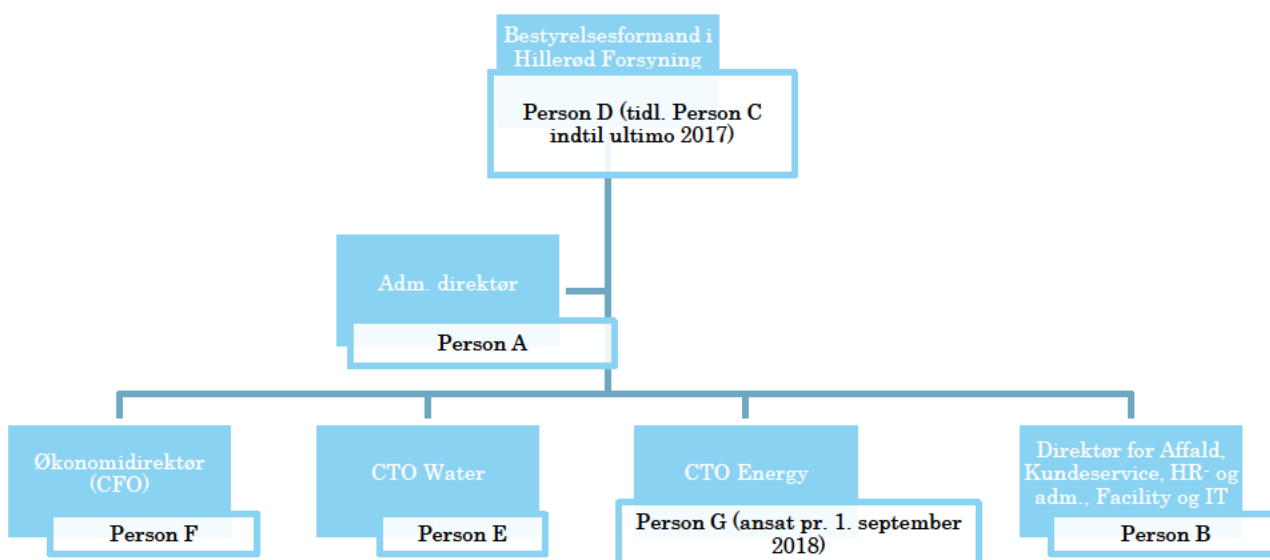 Bestyrelsesformand i
Hillerød Forsyning
Person D (tidl. Person C
indtil ultimo 2017)
Adm. direktør
Person A
Økonomidirektør
(CFO)
Person F
CTO Water
Person E
CTO Energy
Person G (ansat pr. 1. september
2018)
Direktør for Affald,
Kundeservice, HR- og
adm., Facility og IT
Person B